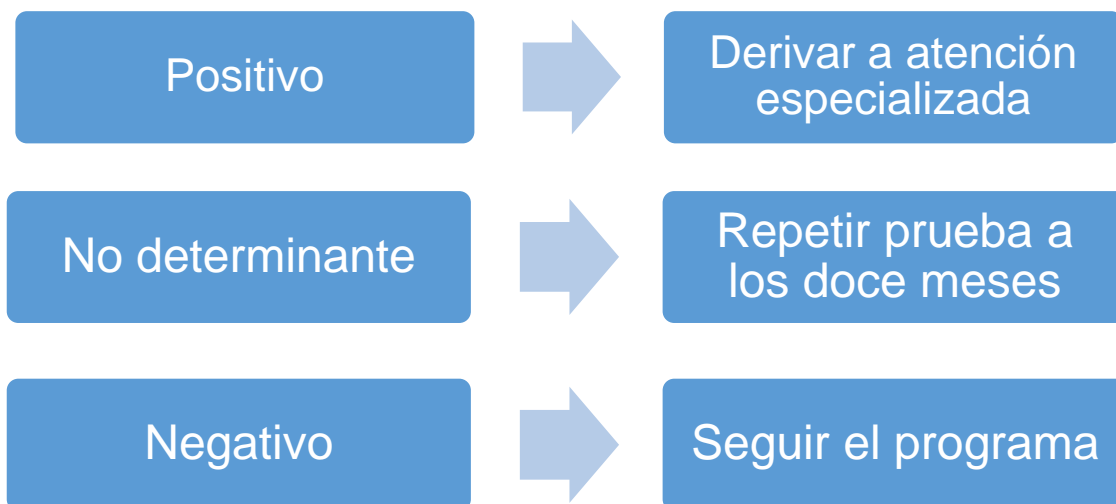 Positivo
Derivar a atención
especializada
No determinante
Repetir prueba a
los doce meses
Negativo
Seguir el programa